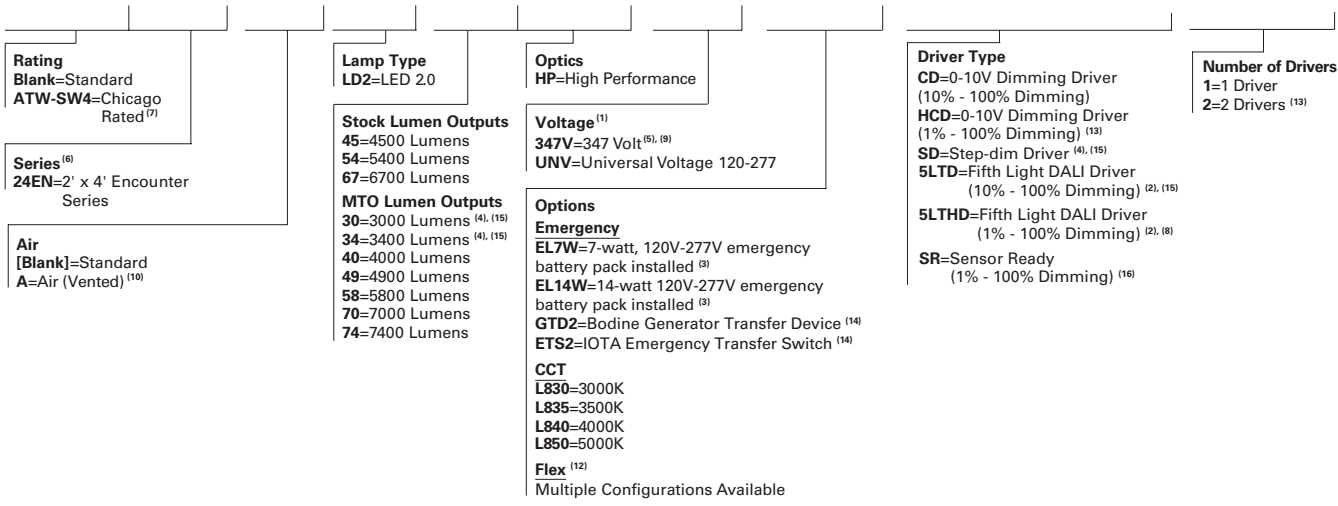 Rating
Blank=Standard
ATW-SW4=Chicago
Rated (7)
Series (6)
24EN=2' x 4' Encounter
Series
Air
[Blank]=Standard
A=Air (Vented) (10)
Lamp Type
LD2=LED 2.0
Stock Lumen Outputs
45=4500 Lumens
54=5400 Lumens
67=6700 Lumens
MTO Lumen Outputs
30=3000 Lumens (4), (15)
34=3400 Lumens (4), (15)
40=4000 Lumens
49=4900 Lumens
58=5800 Lumens
70=7000 Lumens
74=7400 Lumens
Optics
HP=High Performance
Voltage (1)
347V=347 Volt (5), (9)
UNV=Universal Voltage 120-277
Options
Emergency
EL7W=7-watt, 120V-277V emergency
battery pack installed (3)
EL14W=14-watt 120V-277V emergency
battery pack installed (3)
GTD2=Bodine Generator Transfer Device (14)
ETS2=IOTA Emergency Transfer Switch (14)
CCT
L830=3000K
L835=3500K
L840=4000K
L850=5000K
Flex (12)
Multiple Configurations Available
Driver Type
CD=0-10V Dimming Driver
(10% - 100% Dimming)
HCD=0-10V Dimming Driver
(1% - 100% Dimming) (13)
SD=Step-dim Driver (4), (15)
5LTD=Fifth Light DALI Driver
(10% - 100% Dimming) (2), (15)
5LTHD=Fifth Light DALI Driver
(1% - 100% Dimming) (2), (8)
SR=Sensor Ready
(1% - 100% Dimming) (16)
Number of Drivers
1=1 Driver
2=2 Drivers (13)